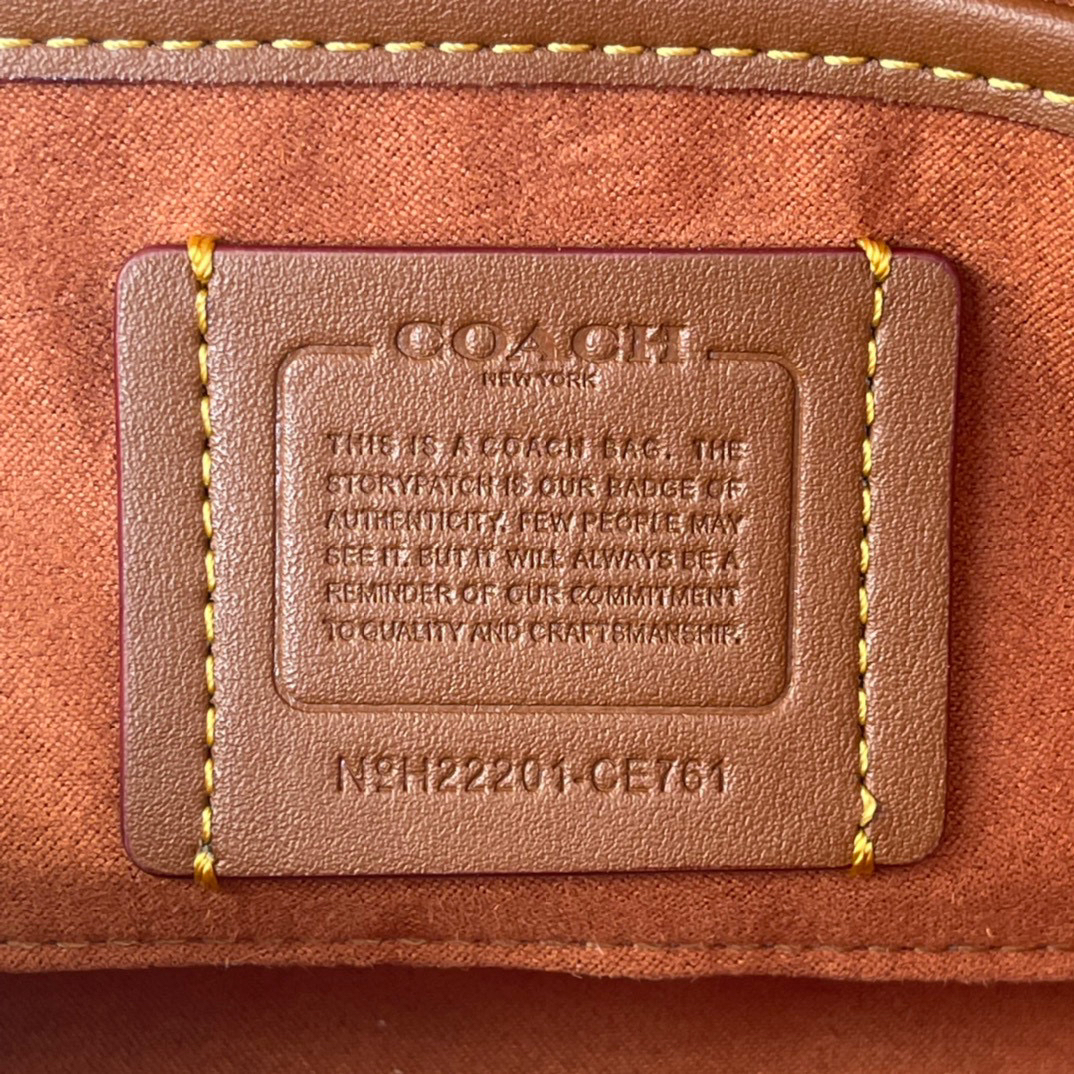 COACH
NEW YORK
THIS IS A COACH BAG. THE
STORYPATCH IS OUR BADGE OF
AUTHENTICITY. FEW PEOPLE MAY
SEE IT. BUT IT WILL ALWAYS BE A
REMINDER OF OUR COMMITMENT
TO QUALITY AND CRAFTSMANSHIP.
NºH22201-CE761